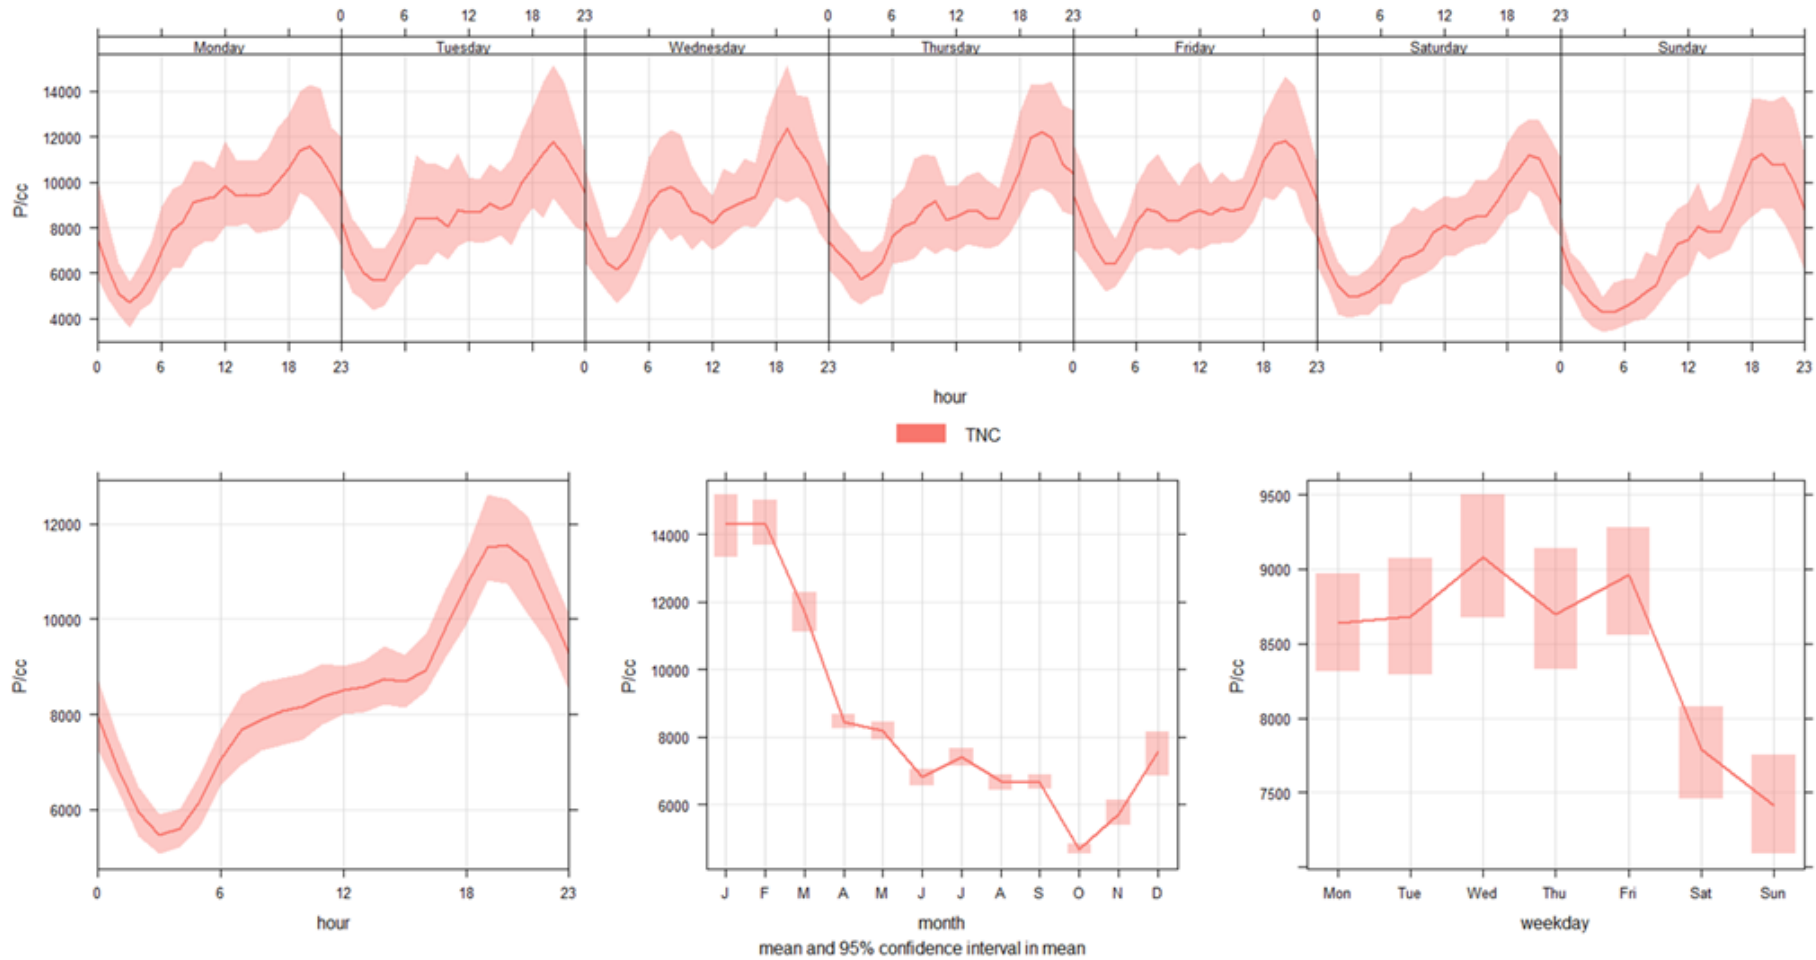 0 6 12 18 23 0 6 12 18 23 0 6 12 18 23
Monday Tuesday Wednesday Thursday Friday Saturday Sunday
14000
12000
10000
8000
6000
4000
P/cc
0 6 12 18 23 0 6 12 18 23 0 6 12 18 23 0 6 12 18 23
hour
TNC
12000
10000
8000
6000
P/cc
0 6 12 18 23
hour
14000
12000
10000
8000
6000
P/cc
J F M A M J J A S O N D
month
mean and 95% confidence interval in mean
9500
9000
8500
8000
7500
P/cc
Mon Tue Wed Thu Fri Sat Sun
weekday